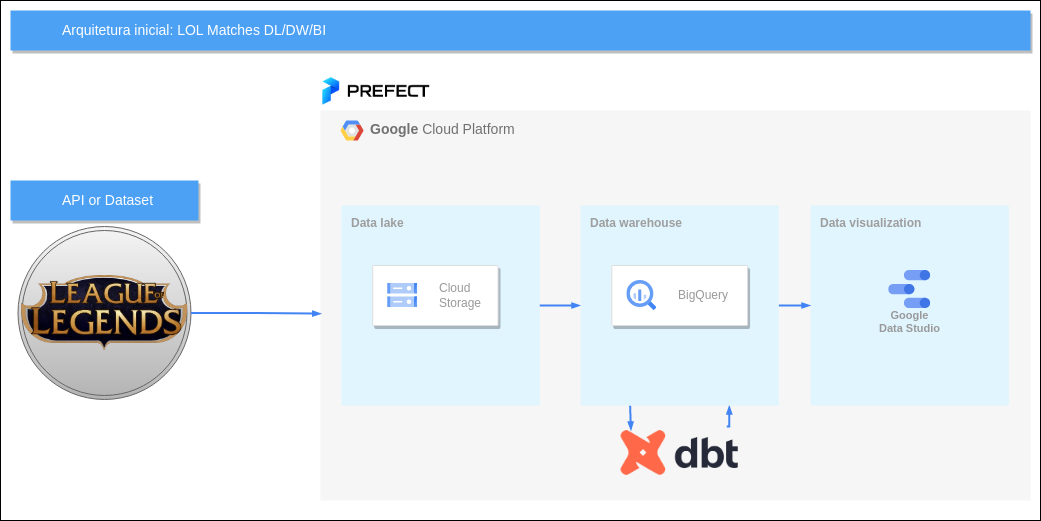 Arquitetura inicial: LOL Matches DL/DW/BI
PREFECT
Google Cloud Platform
API or Dataset
LEAGUE OF
LEGENDS
Data lake
Cloud
Storage
Data warehouse
BigQuery
Data visualization
Google
Data Studio
dbt